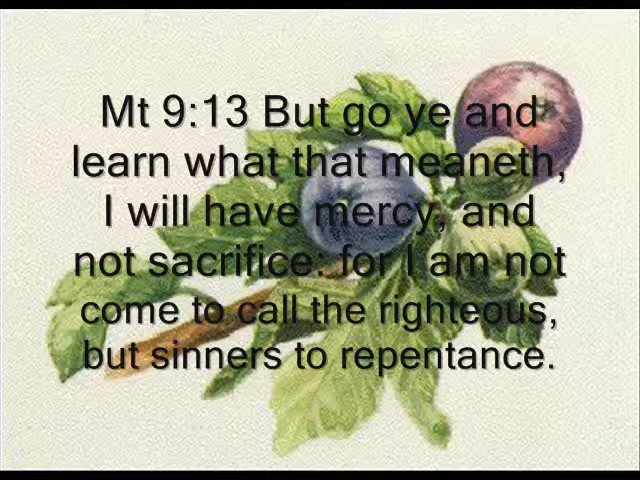 Mt 9:13 But go ye and
learn what that meaneth,
I will have mercy, and
not sacrifice: for I am not
come to call the righteous,
but sinners to repentance.